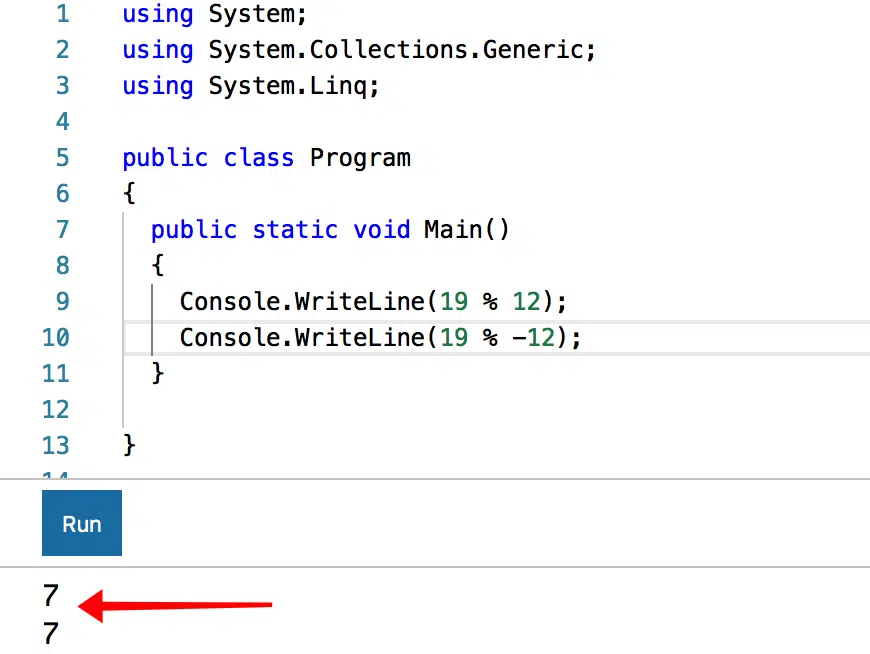 1 using System;
2 using System.Collections.Generic;
3 using System.Linq;
4
5 public class Program
6 {
7 public static void Main()
8 {
9 Console.WriteLine(19 % 12);
10 Console.WriteLine(19 % -12);
11 }
12
13 }
14
Run
7
7